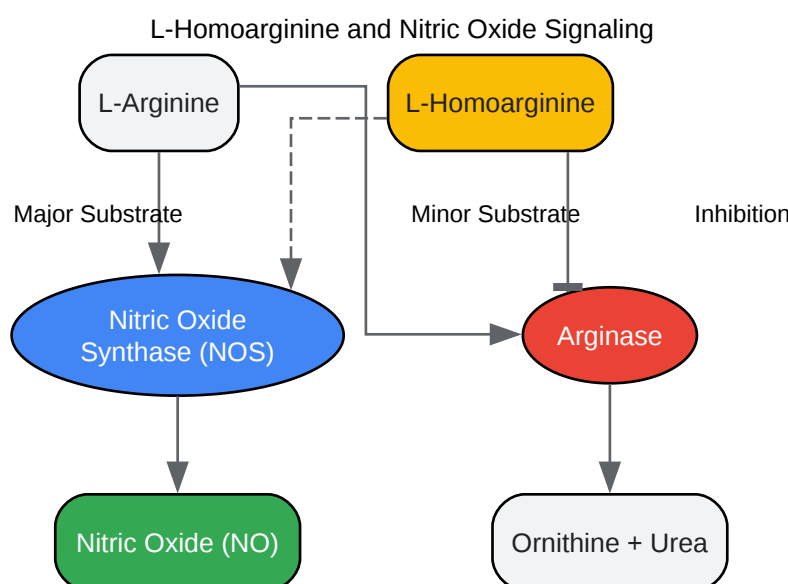 L-Homoarginine and Nitric Oxide Signaling
L-Arginine
L-Homoarginine
Major Substrate
Minor Substrate
Inhibition
Nitric Oxide
Synthase (NOS)
Arginase
Nitric Oxide (NO)
Ornithine + Urea